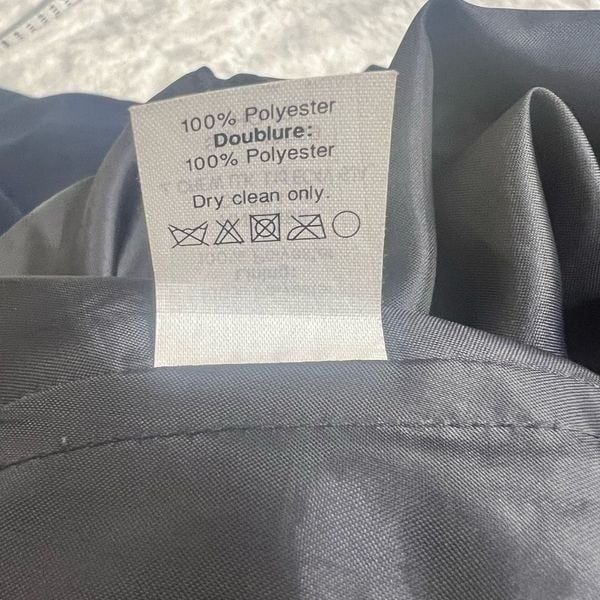 100% Polyester
Doublure:
100% Polyester
Dry clean only.